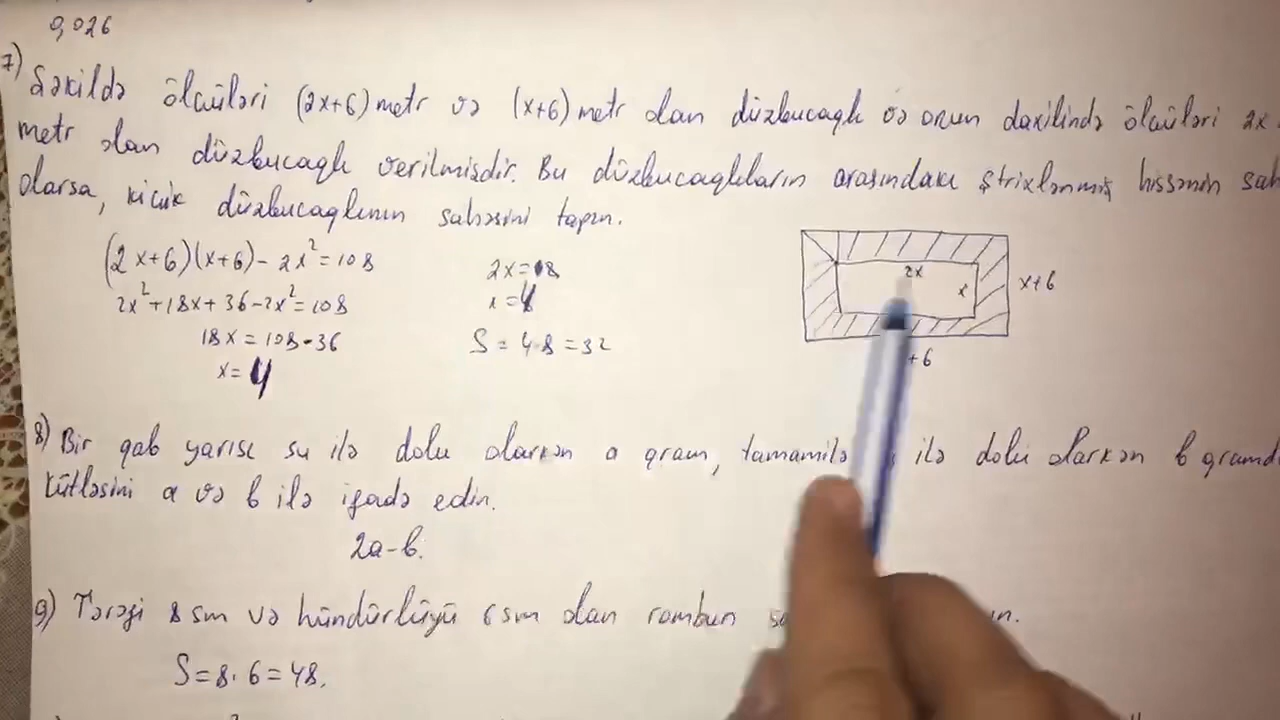 0,026
7) Şəkildə ölçüləri (2x+6) metr və (x+6) metr olan düzbucaqlı və onun daxilində ölçüləri 2x
metr olan düzbucaqlı verilmişdir. Bu düzbucaqlıların arasındakı ştrixlənmiş hissənin sah
olarsa, kiçik düzbucaqlının sahəsini tapın.
(2x+6)(x+6)-2x²=108
2x²+18x+36-2x²=108
18x=108-36
x=4
2x=8
x=4
S=4·8=32
2x
x
x+6
+6
8) Bir qab yarısı su ilə dolu olarkən a qram, tamamilə ilə dolu olarkən b qramd
kütləsini a və b ilə ifadə edin.
2a-b.
9) Tərəfi 8 sm və hündürlüyü 6 sm olan rombun
S=8·6=48.